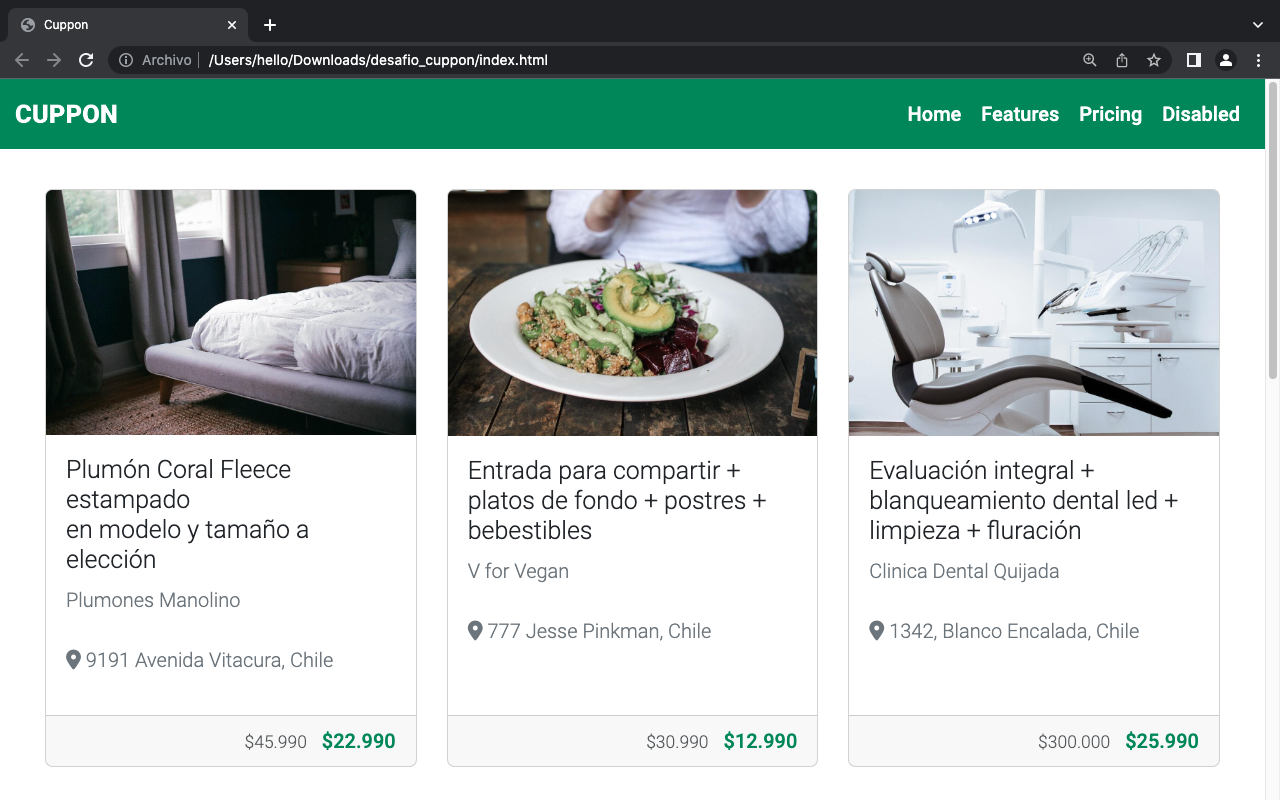 Cuppon
Archivo /Users/hello/Downloads/desafio_cuppon/index.html
CUPPON Home Features Pricing Disabled
Plumón Coral Fleece
estampado
en modelo y tamaño a
elección
Plumones Manolino
9191 Avenida Vitacura, Chile
$45.990 $22.990
Entrada para compartir +
platos de fondo + postres +
bebestibles
V for Vegan
777 Jesse Pinkman, Chile
$30.990 $12.990
Evaluación integral +
blanqueamiento dental led +
limpieza + fluración
Clinica Dental Quijada
1342, Blanco Encalada, Chile
$300.000 $25.990